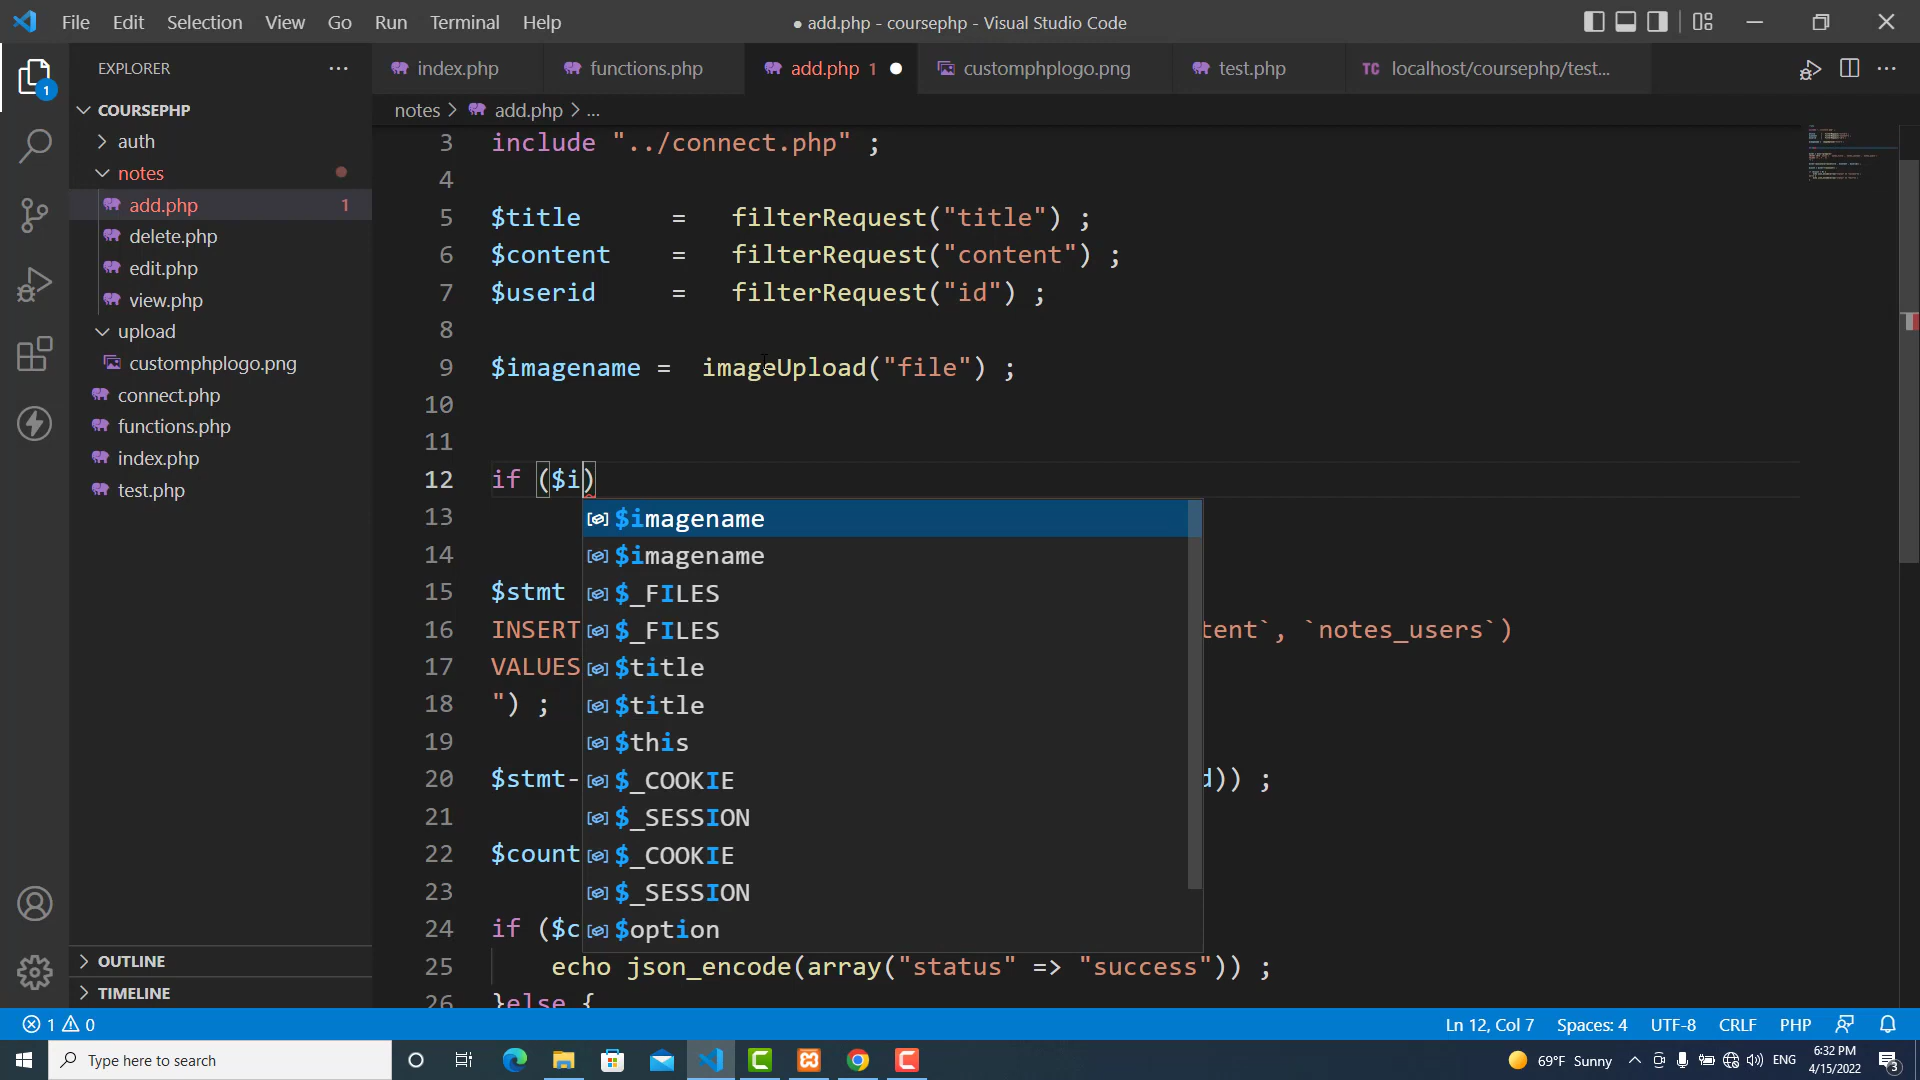 File Edit Selection View Go Run Terminal Help
● add.php - coursephp - Visual Studio Code
EXPLORER
index.php
functions.php
add.php 1
customphplogo.png
test.php
TC localhost/coursephp/test...
notes > add.php > ...
1
COURSEPHP
auth
notes
add.php 1
delete.php
edit.php
view.php
upload
customphplogo.png
connect.php
functions.php
index.php
test.php
OUTLINE
TIMELINE
3 include "../connect.php" ;
4
5 $title = filterRequest("title") ;
6 $content = filterRequest("content") ;
7 $userid = filterRequest("id") ;
8
9 $imagename = imageUpload("file") ;
10
11
12 if ($i)
13
14
15 $stmt
16 INSERT tent`, `notes_users`)
17 VALUES
18 ") ;
19
20 $stmt- d)) ;
21
22 $count
23
24 if ($c
25 echo json_encode(array("status" => "success")) ;
26 }else {
$imagename
$imagename
$_FILES
$_FILES
$title
$title
$this
$_COOKIE
$_SESSION
$_COOKIE
$_SESSION
$option
1 0
Ln 12, Col 7 Spaces: 4 UTF-8 CRLF PHP
Type here to search
69°F Sunny
ENG
6:32 PM
4/15/2022
3